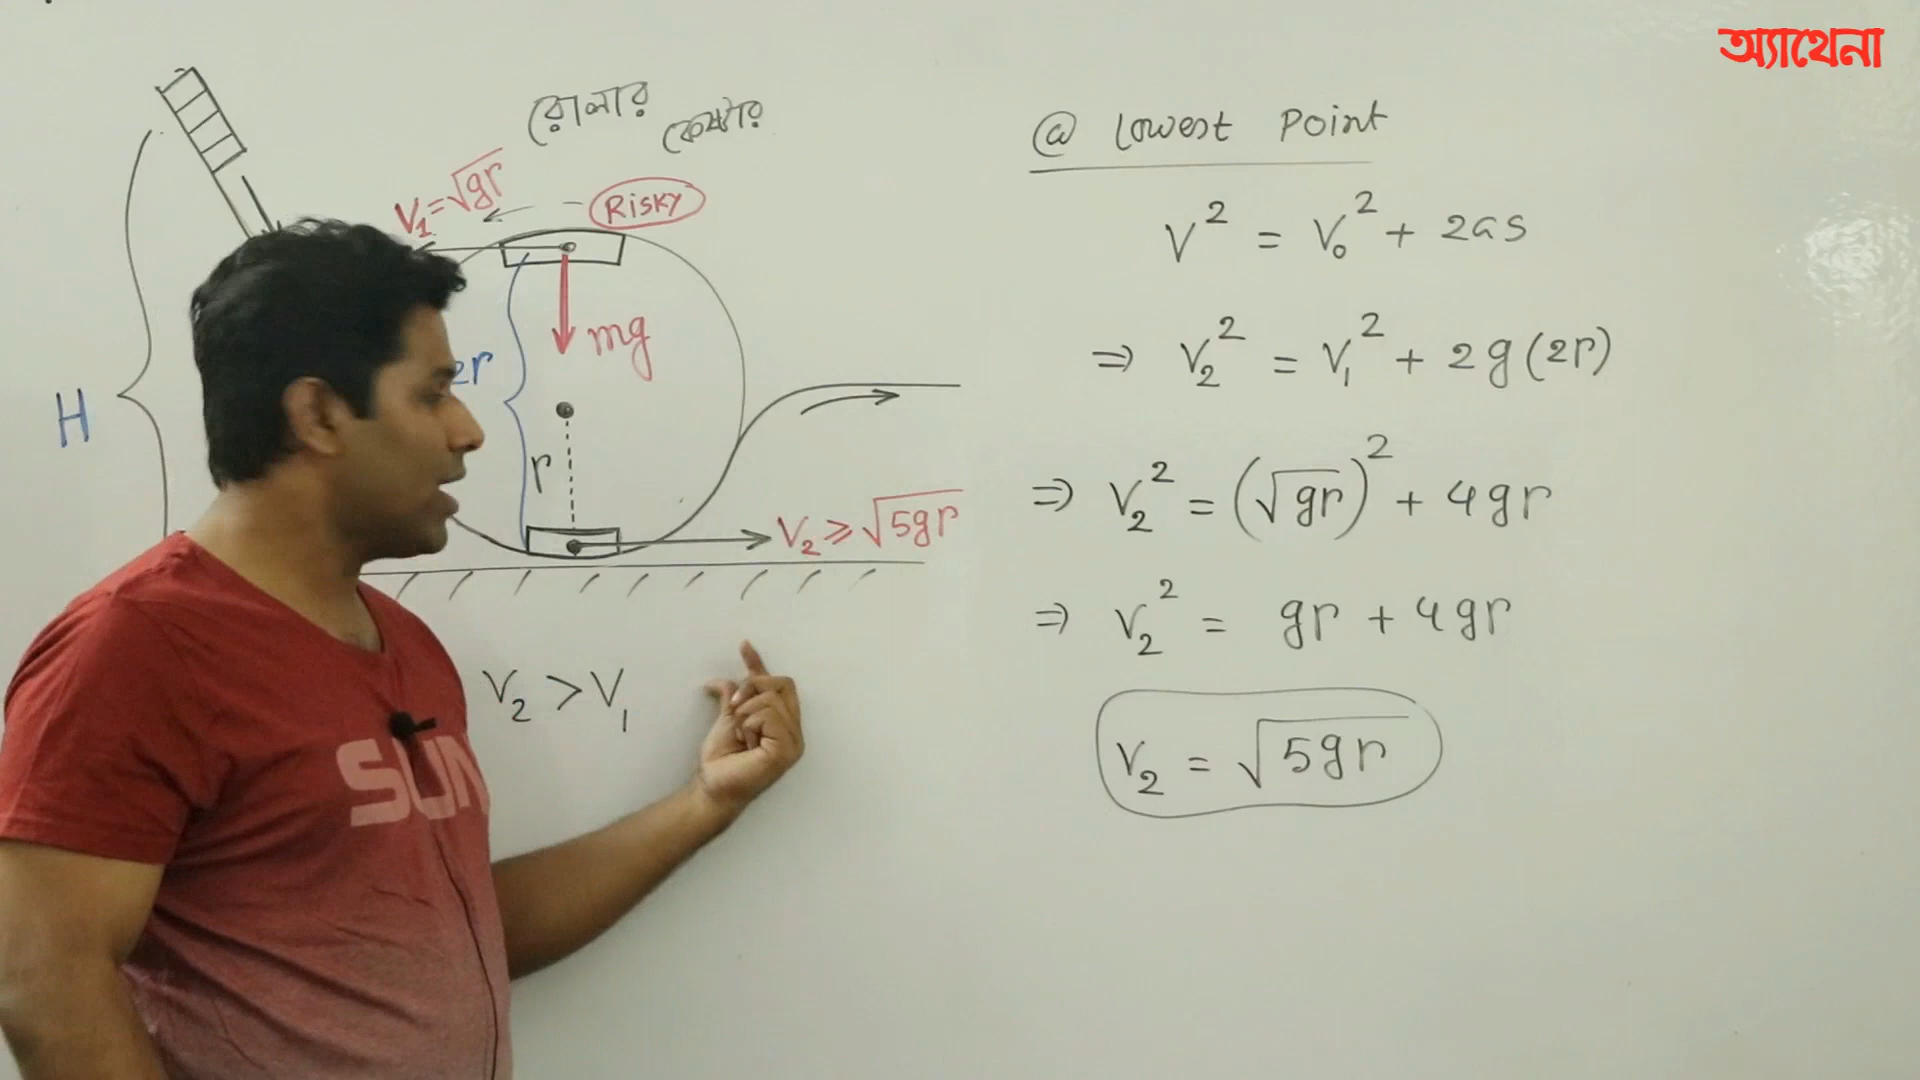 অ্যাথেনা
রোলার কোস্টার
V₁ = √gr
Risky
mg
2r
H
r
V₂ ≥ √5gr
V₂ > V₁
@ Lowest Point
V² = V₀² + 2as
⇒ V₂² = V₁² + 2g(2r)
⇒ V₂² = (√gr)² + 4gr
⇒ V₂² = gr + 4gr
V₂ = √5gr
SUN